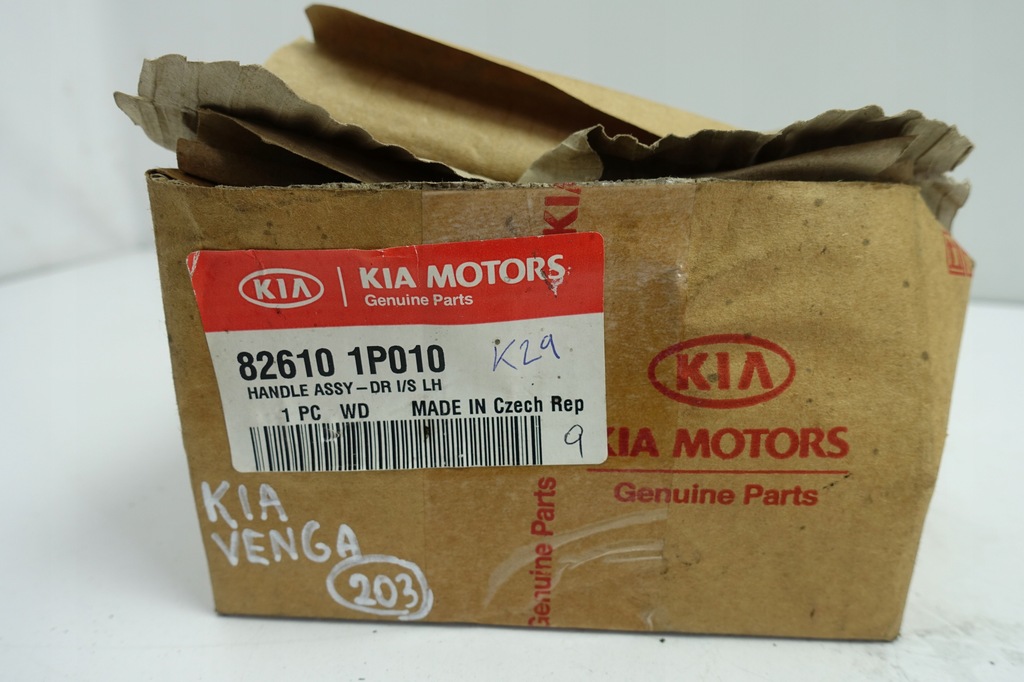 KIA
KIA MOTORS
Genuine Parts
82610 1P010
K29
HANDLE ASSY-DR I/S LH
1 PC WD MADE IN Czech Rep
9
KIA
VENGA
203
KIA
KIA
KIA MOTORS
Genuine Parts
Genuine Parts